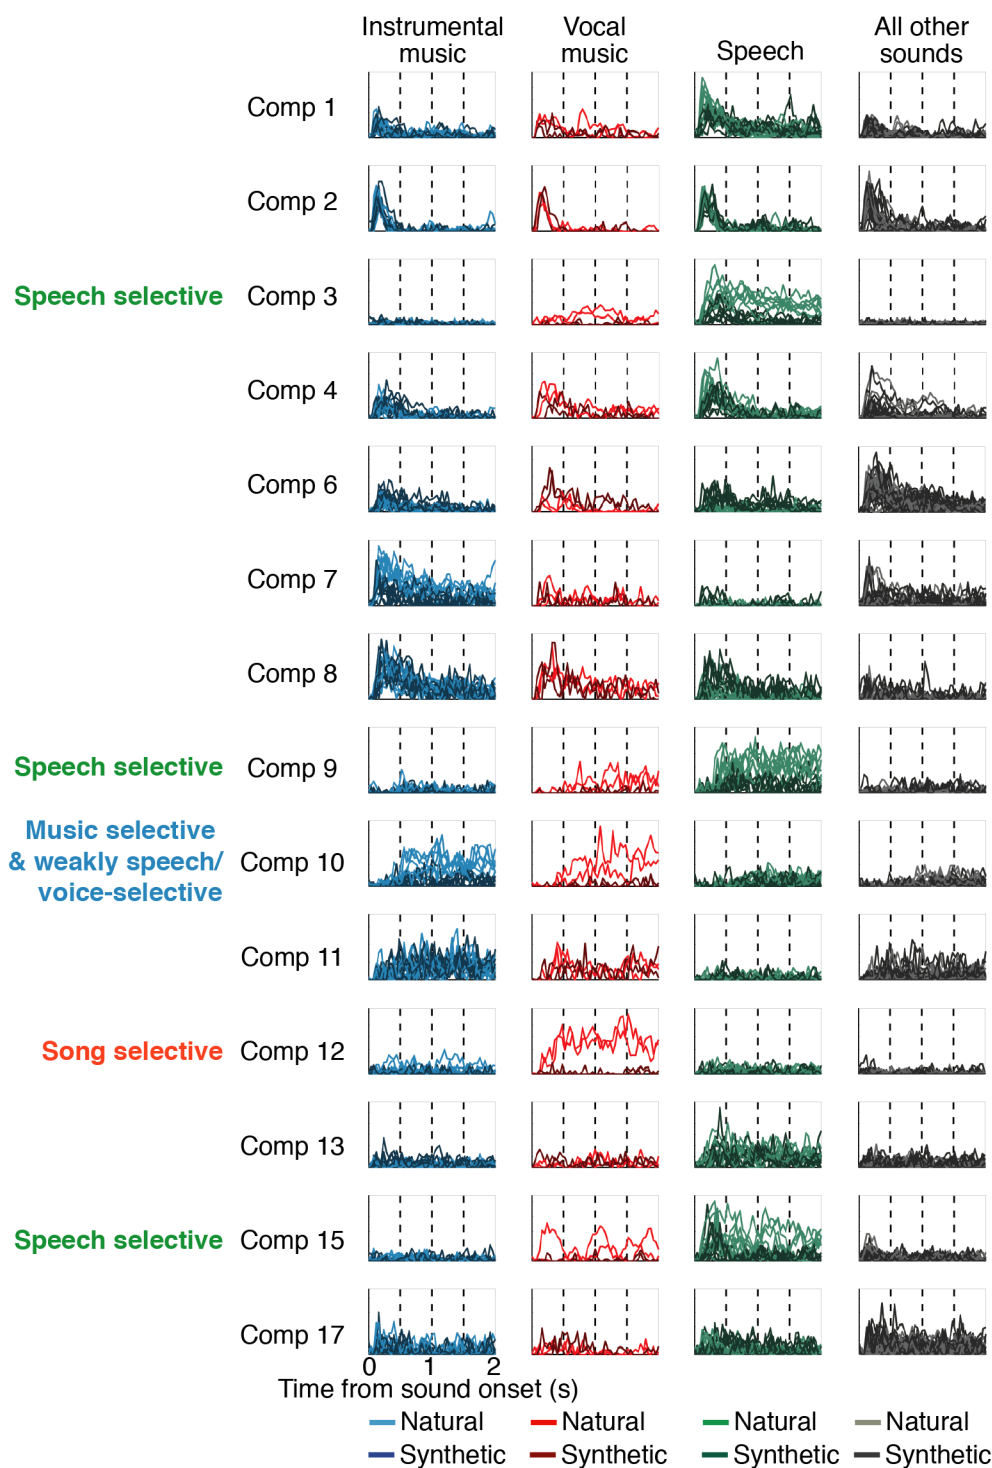 Instrumental music
Vocal music
Speech
All other sounds
Comp 1
Comp 2
Speech selective Comp 3
Comp 4
Comp 6
Comp 7
Comp 8
Speech selective Comp 9
Music selective
& weakly speech/ Comp 10
voice-selective
Comp 11
Song selective Comp 12
Comp 13
Speech selective Comp 15
Comp 17
0 1 2
Time from sound onset (s)
Natural Natural Natural Natural
Synthetic Synthetic Synthetic Synthetic